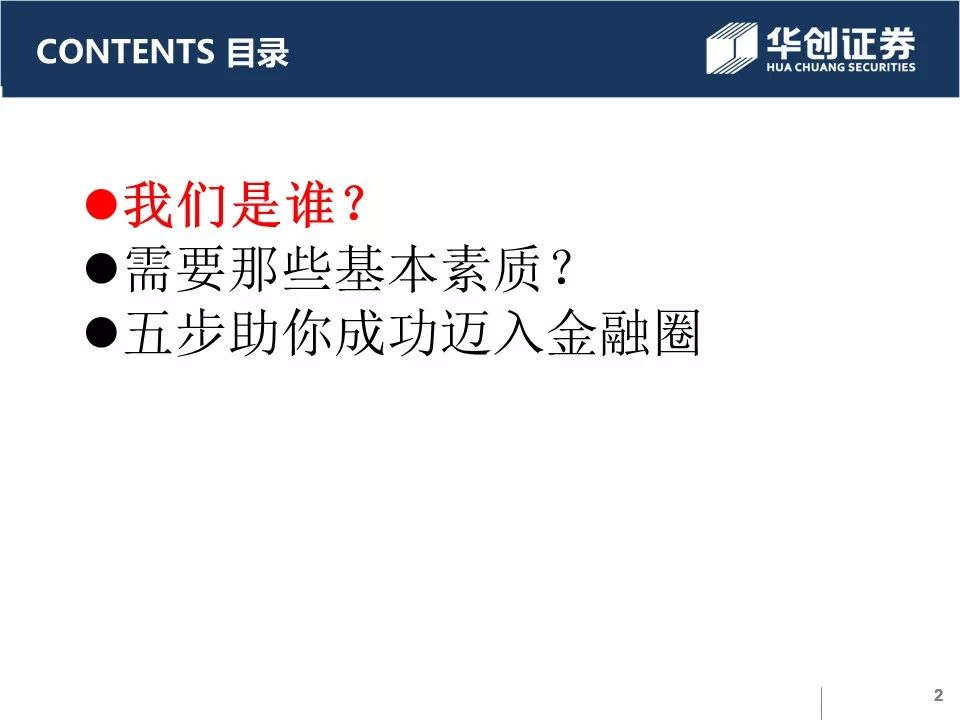 CONTENTS 目录
华创证券
HUA CHUANG SECURITIES
●我们是谁？
●需要那些基本素质？
●五步助你成功迈入金融圈
2